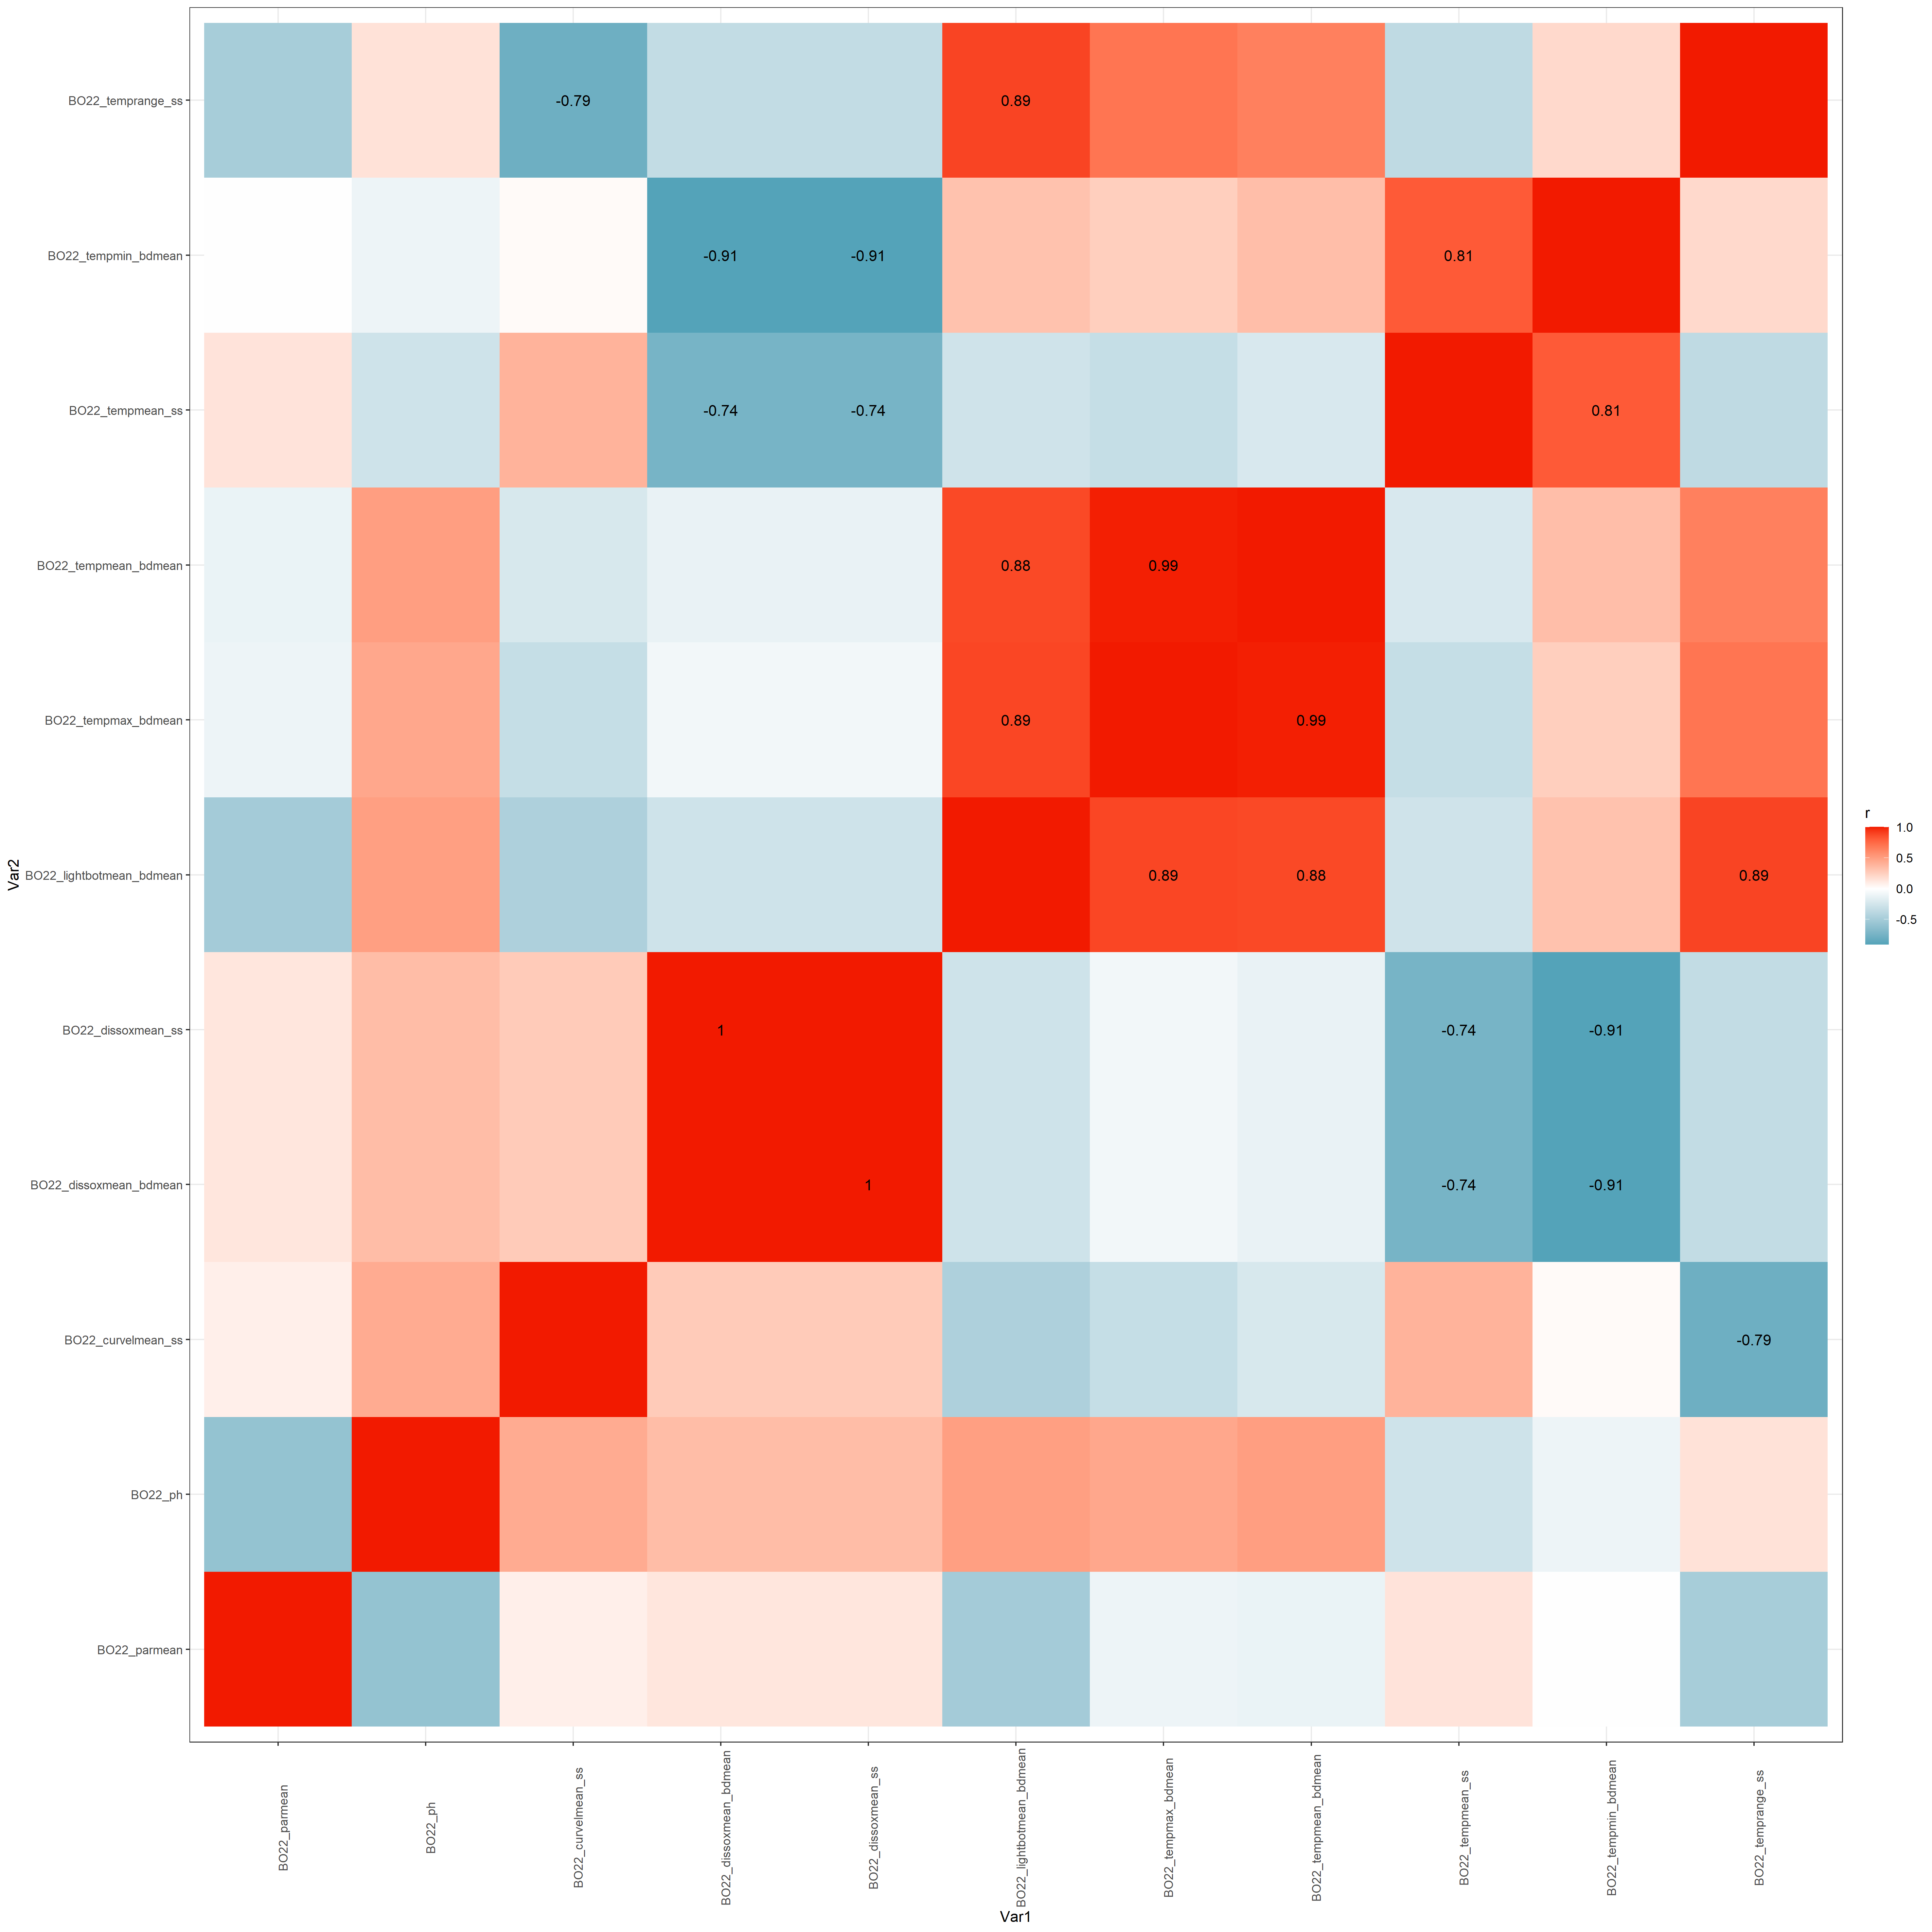 BO22_temprange_ss
-0.79
0.89
BO22_tempmin_bdmean
-0.91
-0.91
0.81
BO22_tempmean_ss
-0.74
-0.74
0.81
BO22_tempmean_bdmean
0.88
0.99
BO22_tempmax_bdmean
0.89
0.99
Var2
BO22_lightbotmean_bdmean
0.89
0.88
0.89
BO22_dissoxmean_ss
1
-0.74
-0.91
BO22_dissoxmean_bdmean
1
-0.74
-0.91
BO22_curvelmean_ss
-0.79
BO22_ph
BO22_parmean
BO22_parmean
BO22_ph
BO22_curvelmean_ss
BO22_dissoxmean_bdmean
BO22_dissoxmean_ss
BO22_lightbotmean_bdmean
BO22_tempmax_bdmean
BO22_tempmean_bdmean
BO22_tempmean_ss
BO22_tempmin_bdmean
BO22_temprange_ss
Var1
r
1.0
0.5
0.0
-0.5